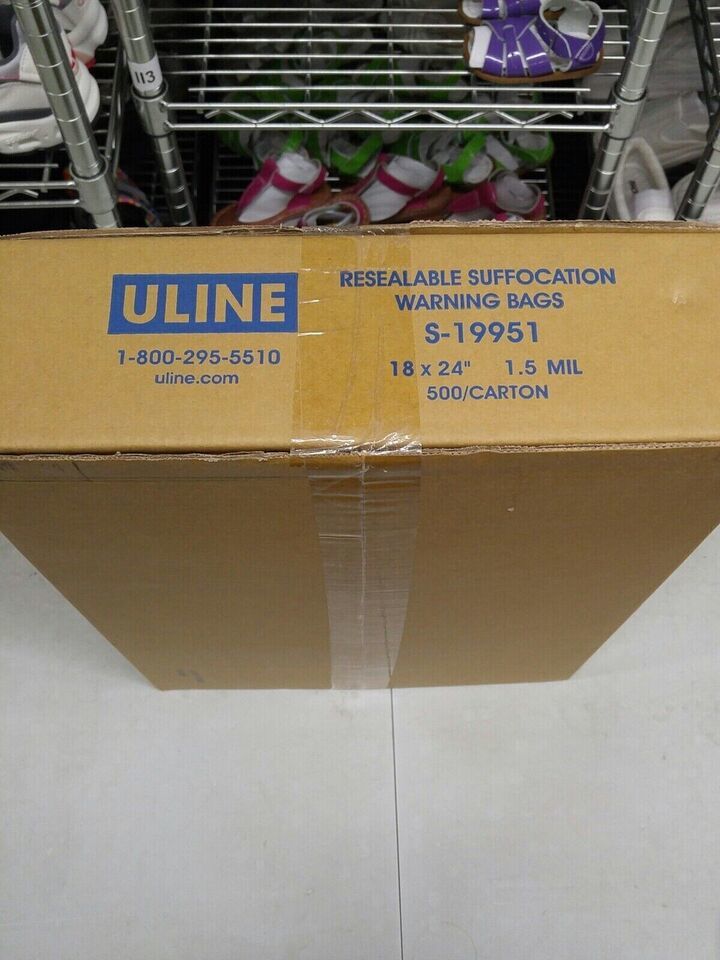 113
ULINE
1-800-295-5510
uline.com
RESEALABLE SUFFOCATION
WARNING BAGS
S-19951
18 x 24" 1.5 MIL
500/CARTON